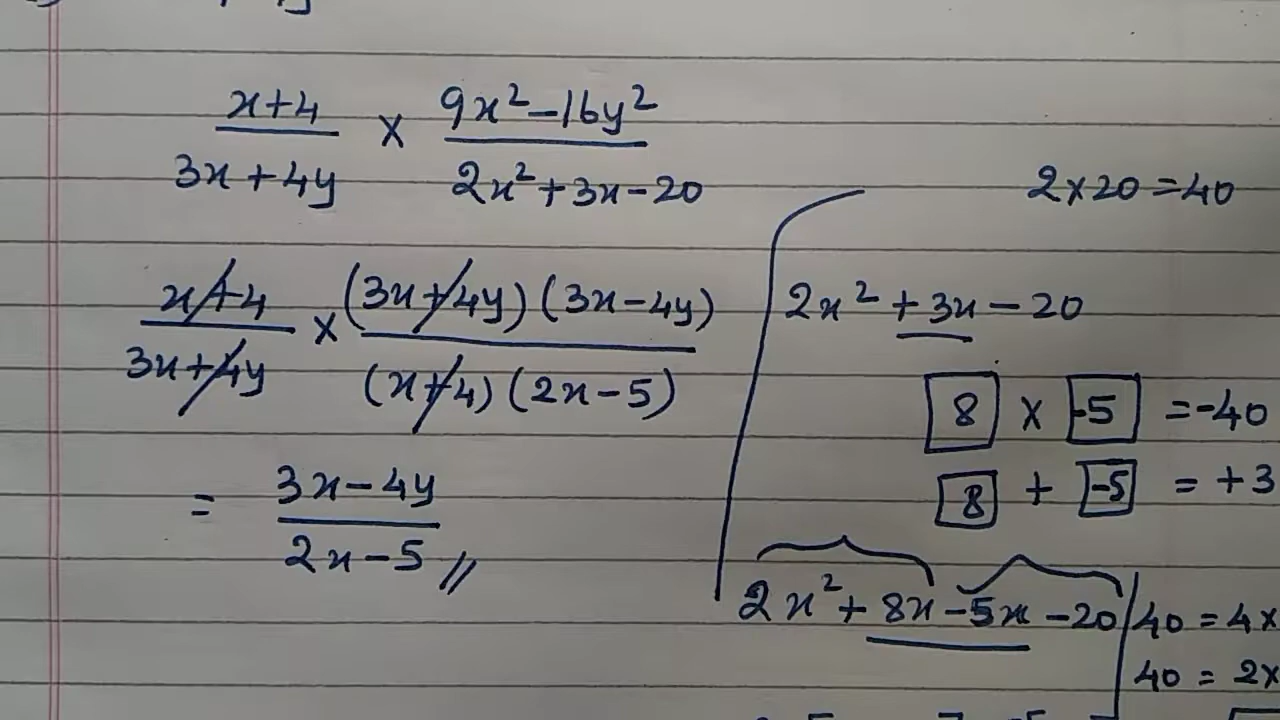 x+4 / 3x+4y × 9x²-16y² / 2x²+3x-20
x+4 / 3x+4y × (3x+4y)(3x-4y) / (x+4)(2x-5)
= 3x-4y / 2x-5 //
2×20=40
2x²+3x-20
8 × -5 = -40
8 + -5 = +3
2x²+8x-5x-20
40 = 4×
40 = 2×